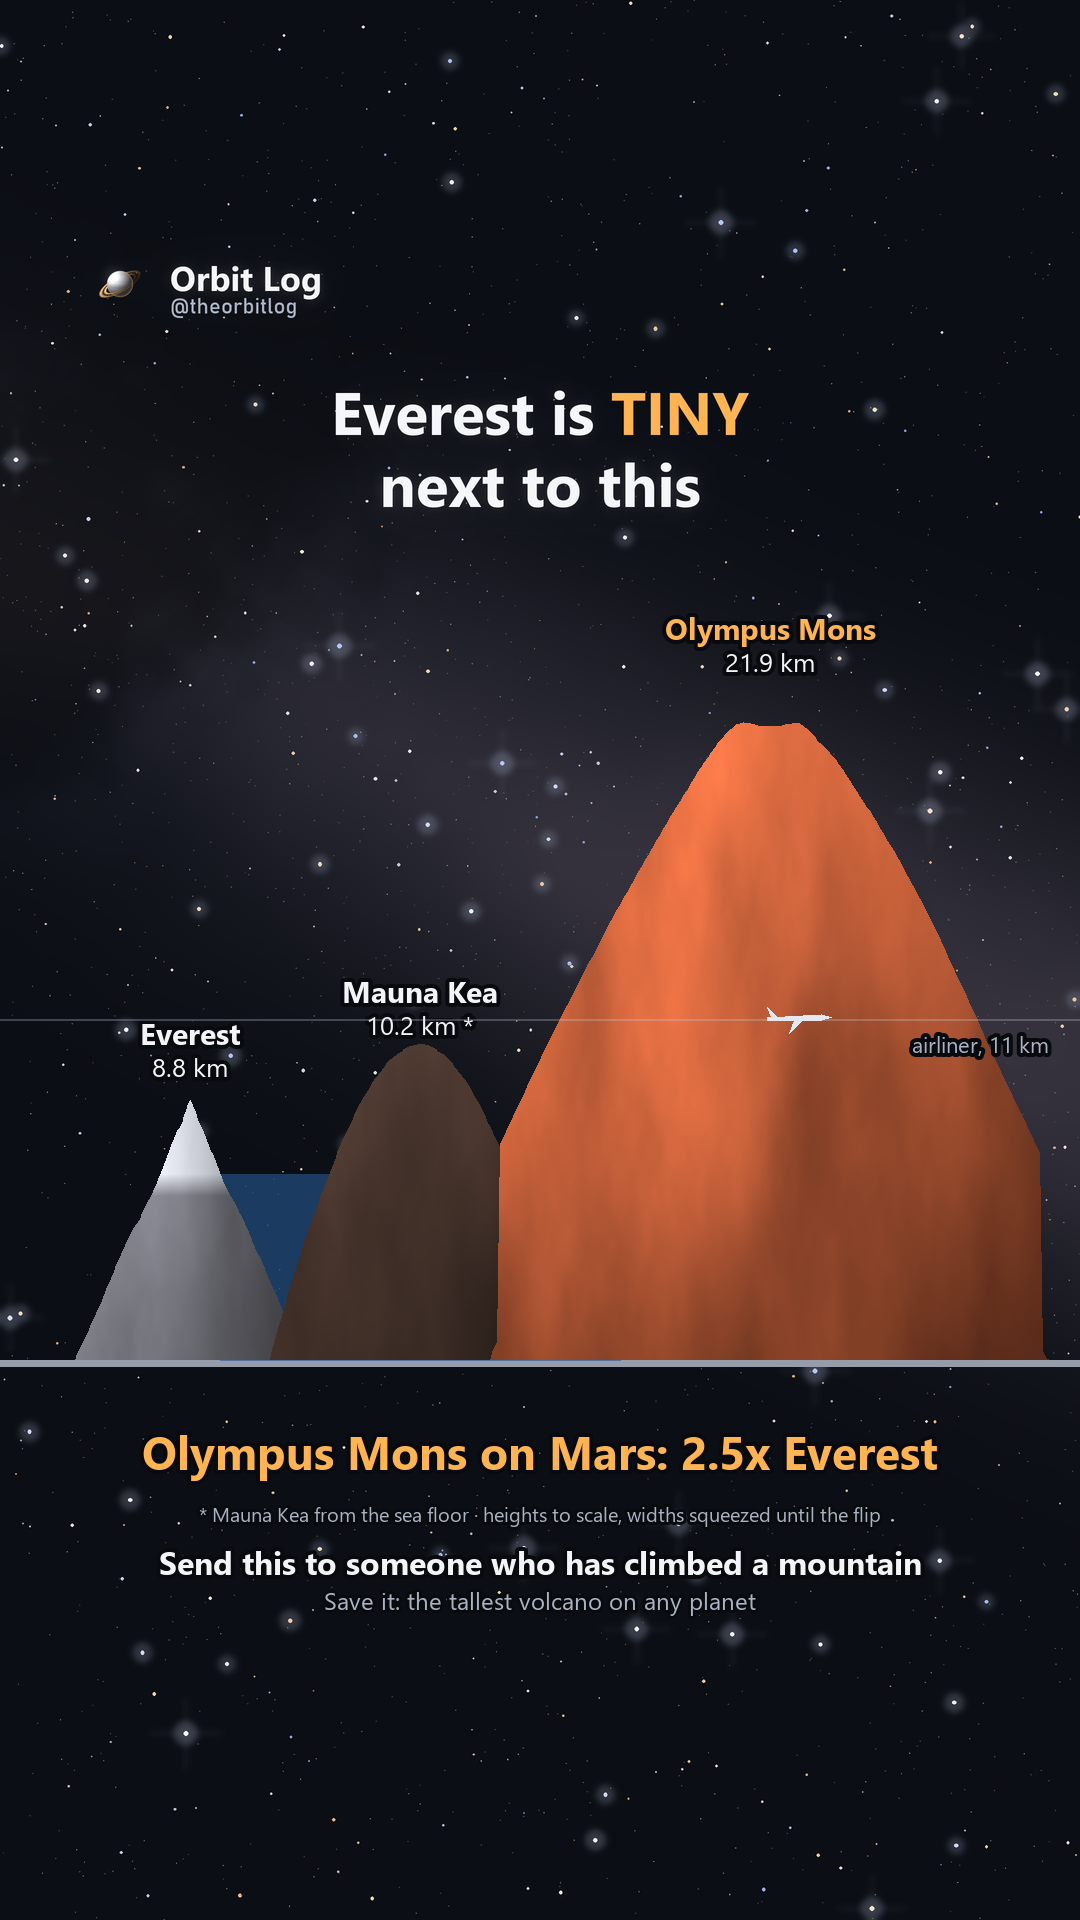 Orbit Log
@theorbitlog
Everest is TINY
next to this
Olympus Mons
21.9 km
Mauna Kea
10.2 km *
Everest
8.8 km
airliner, 11 km
Olympus Mons on Mars: 2.5x Everest
* Mauna Kea from the sea floor · heights to scale, widths squeezed until the flip
Send this to someone who has climbed a mountain
Save it: the tallest volcano on any planet